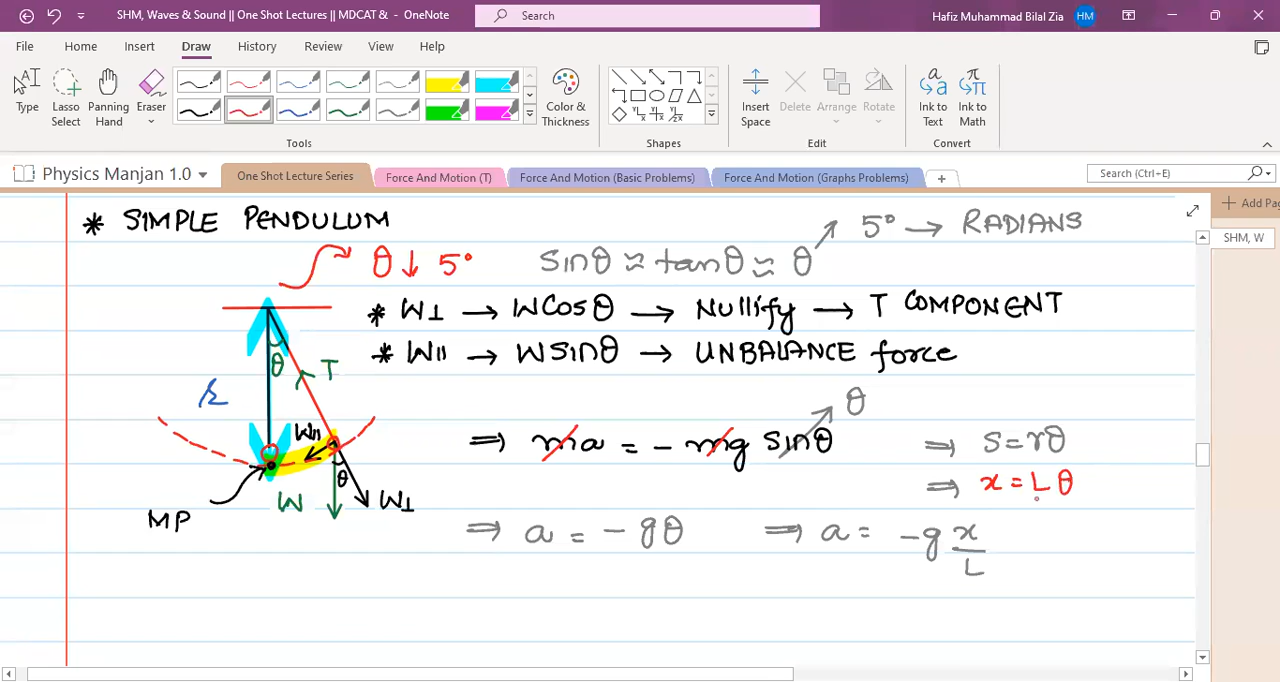 SHM, Waves & Sound || One Shot Lectures || MDCAT & - OneNote
Search
Hafiz Muhammad Bilal Zia HM
File Home Insert Draw History Review View Help
Type Lasso Select Panning Hand Eraser
Color & Thickness
Insert Space Delete Arrange Rotate
Ink to Text Ink to Math
Tools Shapes Edit Convert
Physics Manjan 1.0 One Shot Lecture Series Force And Motion (T) Force And Motion (Basic Problems) Force And Motion (Graphs Problems) Search (Ctrl+E)
Add Pag
SHM, W
* SIMPLE PENDULUM
5° → RADIANS
θ ↓ 5°
sinθ ≈ tanθ ≈ θ
* W⊥ → WCosθ → Nullify → T COMPONENT
* W|| → WSinθ → UNBALANCE force
θ
T
W||
θ
W
W⊥
MP
θ
⇒ ma = - mg sinθ
⇒ S = rθ
⇒ x = Lθ
⇒ a = - gθ ⇒ a = -g x/L